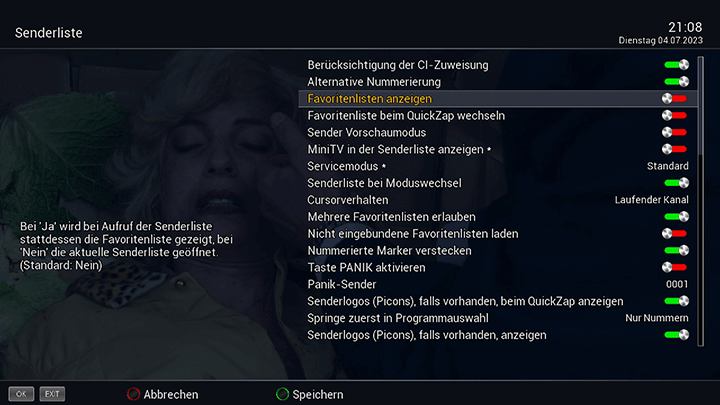 Senderliste
21:08
Dienstag 04.07.2023
Berücksichtigung der CI-Zuweisung
Alternative Nummerierung
Favoritenlisten anzeigen
Favoritenliste beim QuickZap wechseln
Sender Vorschaumodus
MiniTV in der Senderliste anzeigen *
Servicemodus * Standard
Senderliste bei Moduswechsel
Cursorverhalten Laufender Kanal
Mehrere Favoritenlisten erlauben
Nicht eingebundene Favoritenlisten laden
Nummerierte Marker verstecken
Taste PANIK aktivieren
Panik-Sender 0001
Senderlogos (Picons), falls vorhanden, beim QuickZap anzeigen
Springe zuerst in Programmauswahl Nur Nummern
Senderlogos (Picons), falls vorhanden, anzeigen
Bei 'Ja' wird bei Aufruf der Senderliste
stattdessen die Favoritenliste gezeigt, bei
'Nein' die aktuelle Senderliste geöffnet.
(Standard: Nein)
OK EXIT Abbrechen Speichern